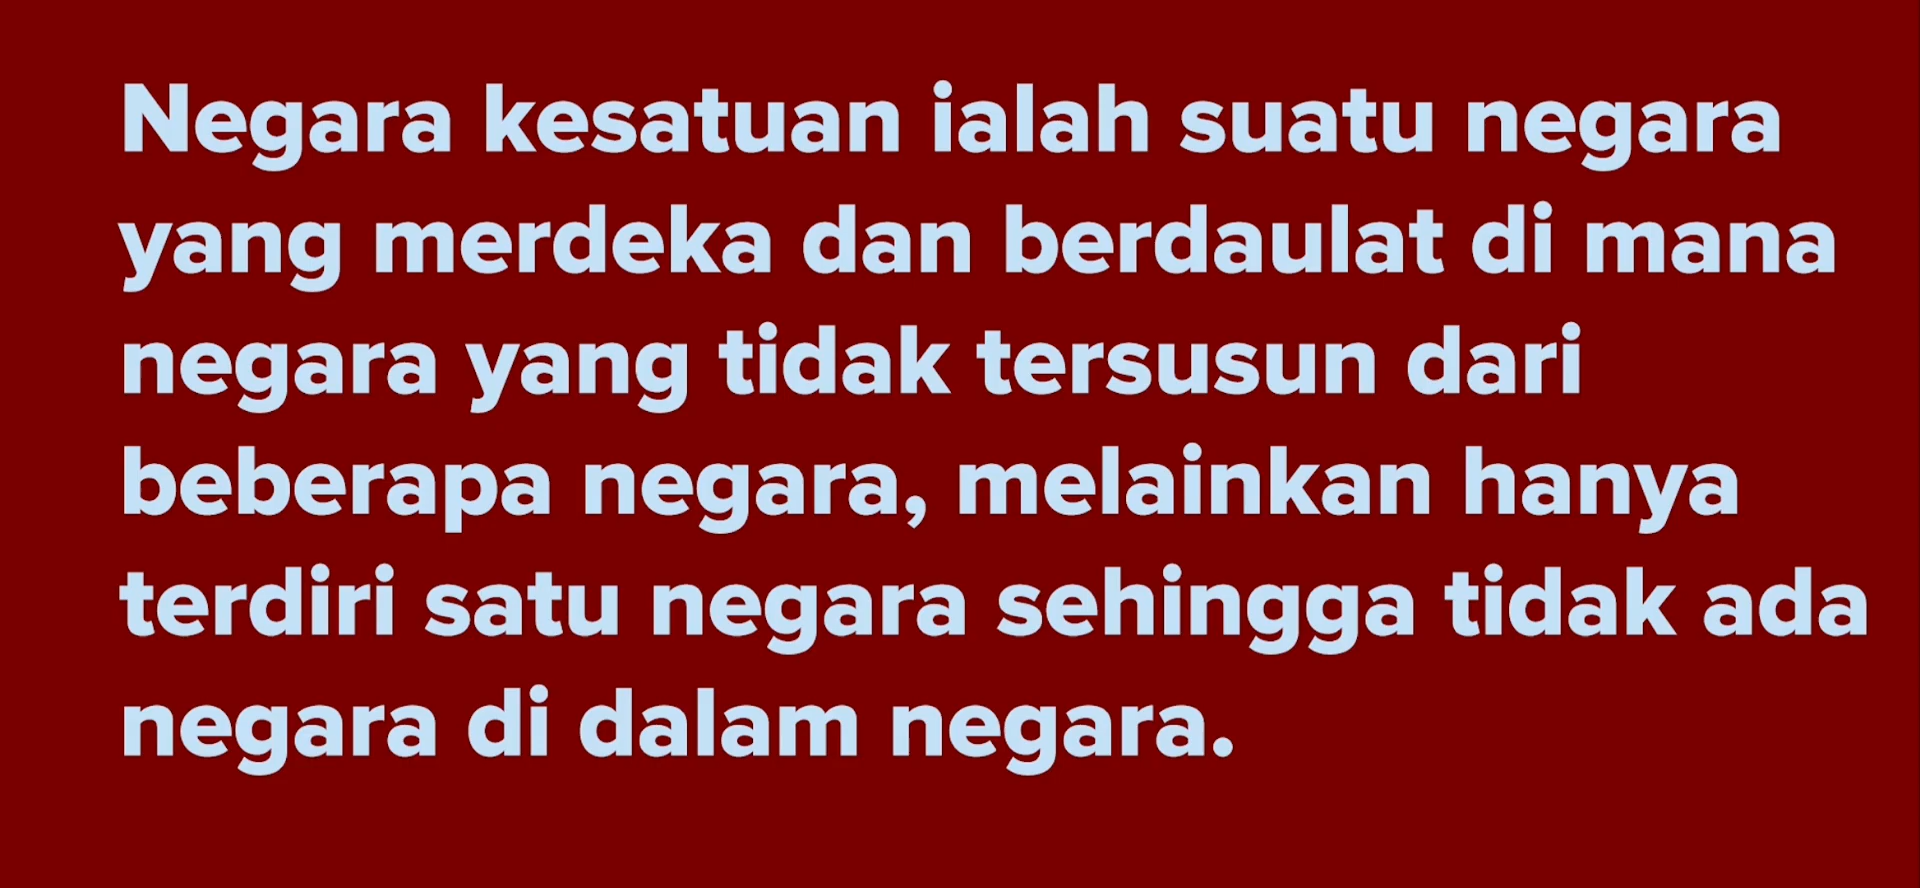 Negara kesatuan ialah suatu negara
yang merdeka dan berdaulat di mana
negara yang tidak tersusun dari
beberapa negara, melainkan hanya
terdiri satu negara sehingga tidak ada
negara di dalam negara.